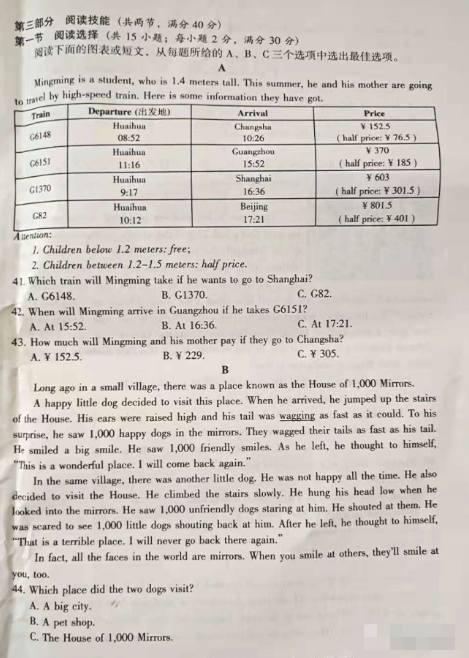 第三部分 阅读技能 (共两节，满分 40 分)
第一节 阅读选择 (共 15 小题；每小题 2 分，满分 30 分)
阅读下面的图表或短文，从每题所给的 A、B、C 三个选项中选出最佳选项。
A
Mingming is a student, who is 1.4 meters tall. This summer, he and his mother are going
to travel by high-speed train. Here is some information they have got.
Train Departure (出发地) Arrival Price
G6148 Huaihua 08:52 Changsha 10:26 ¥ 152.5 ( half price: ¥ 76.5 )
G6151 Huaihua 11:16 Guangzhou 15:52 ¥ 370 ( half price: ¥ 185 )
G1370 Huaihua 9:17 Shanghai 16:36 ¥ 603 ( half price: ¥ 301.5 )
G82 Huaihua 10:12 Beijing 17:21 ¥ 801.5 ( half price: ¥ 401 )
Attention:
1. Children below 1.2 meters: free;
2. Children between 1.2-1.5 meters: half price.
41. Which train will Mingming take if he wants to go to Shanghai?
A. G6148. B. G1370. C. G82.
42. When will Mingming arrive in Guangzhou if he takes G6151?
A. At 15:52. B. At 16:36. C. At 17:21.
43. How much will Mingming and his mother pay if they go to Changsha?
A. ¥ 152.5. B. ¥ 229. C. ¥ 305.
B
Long ago in a small village, there was a place known as the House of 1,000 Mirrors.
A happy little dog decided to visit this place. When he arrived, he jumped up the stairs
of the House. His ears were raised high and his tail was wagging as fast as it could. To his
surprise, he saw 1,000 happy dogs in the mirrors. They wagged their tails as fast as his tail.
He smiled a big smile. He saw 1,000 friendly smiles. As he left, he thought to himself,
"This is a wonderful place. I will come back again."
In the same village, there was another little dog. He was not happy all the time. He also
decided to visit the House. He climbed the stairs slowly. He hung his head low when he
looked into the mirrors. He saw 1,000 unfriendly dogs staring at him. He shouted at them. He
was scared to see 1,000 little dogs shouting back at him. After he left, he thought to himself,
"That is a terrible place. I will never go back there again."
In fact, all the faces in the world are mirrors. When you smile at others, they'll smile at
you, too.
44. Which place did the two dogs visit?
A. A big city.
B. A pet shop.
C. The House of 1,000 Mirrors.